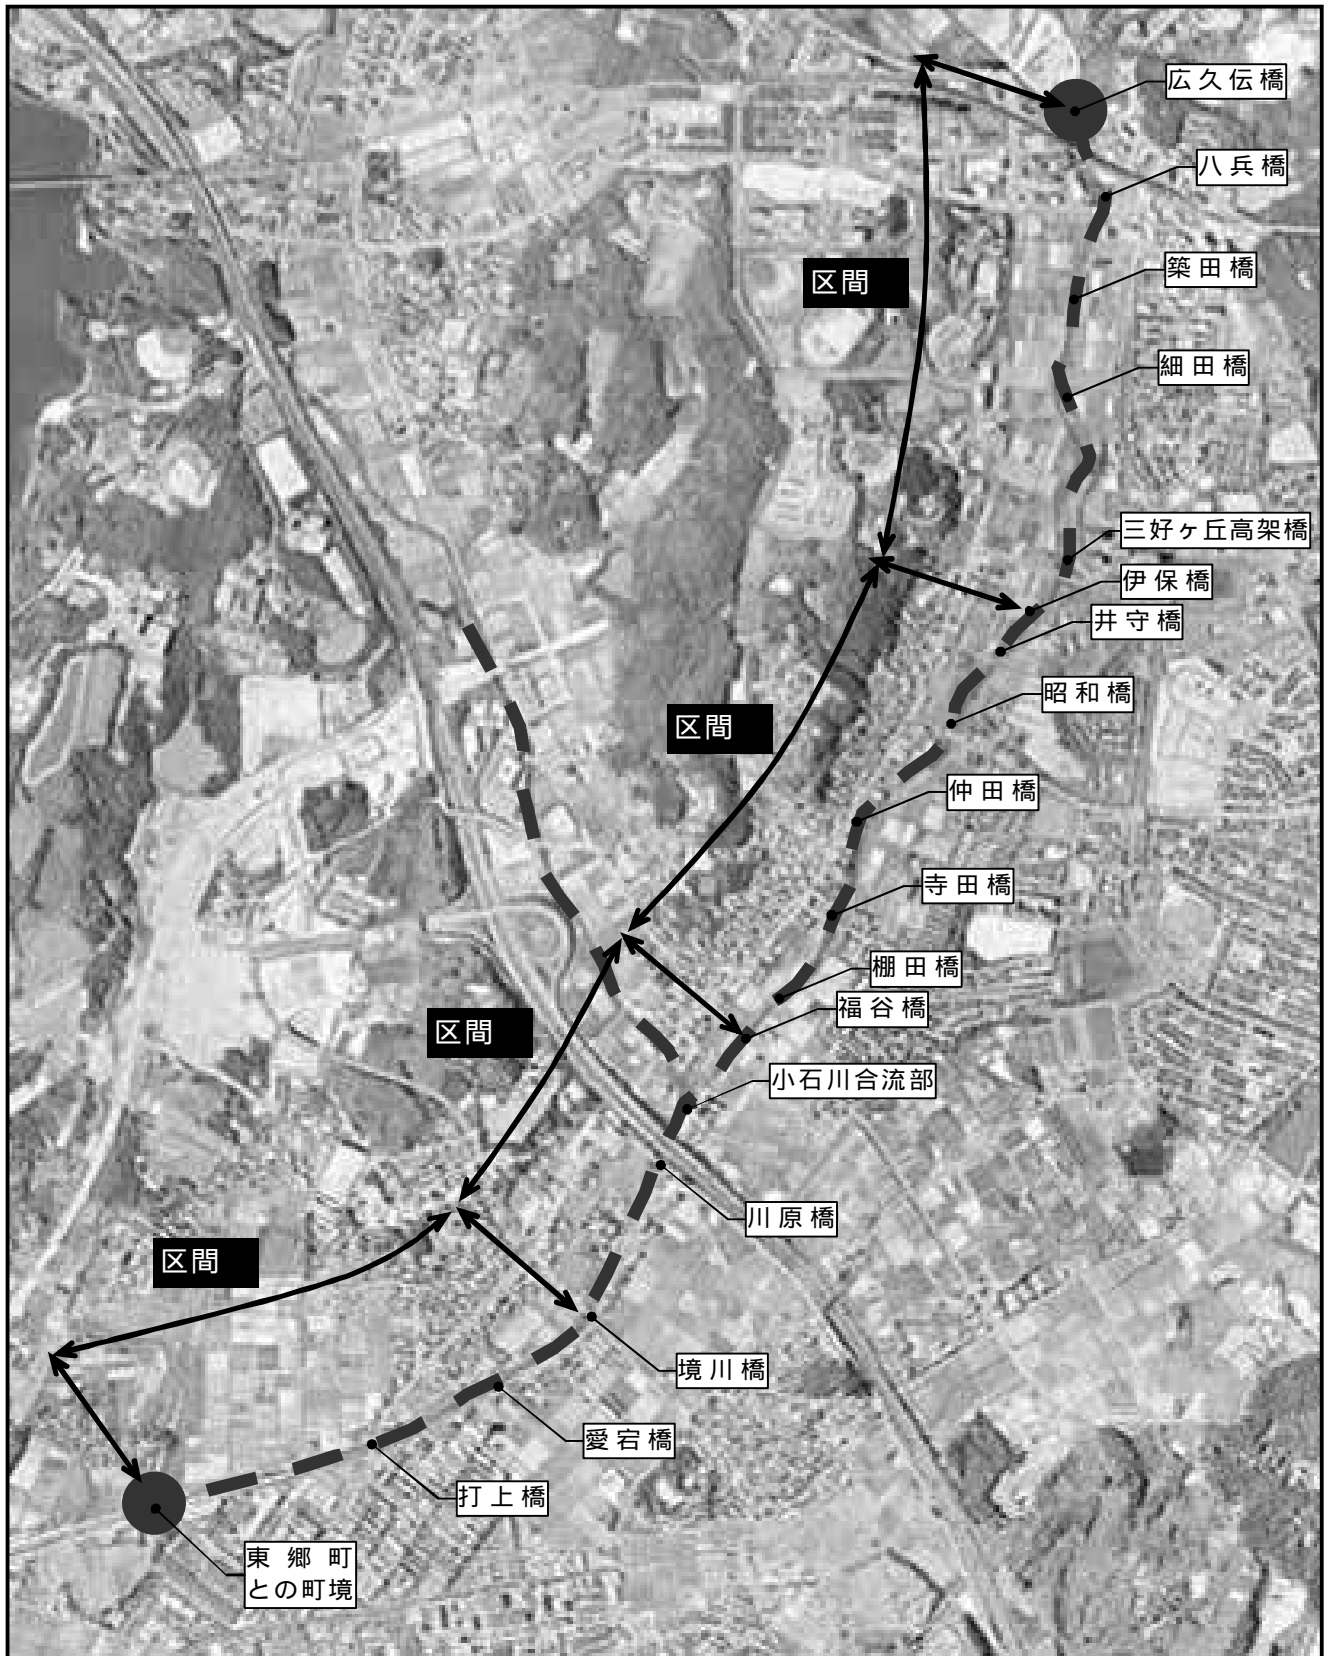 広久伝橋
八兵橋
築田橋
区間
細田橋
三好ヶ丘高架橋
伊保橋
井守橋
昭和橋
区間
仲田橋
寺田橋
棚田橋
福谷橋
区間
小石川合流部
川原橋
区間
境川橋
愛宕橋
打上橋
東郷町
との町境